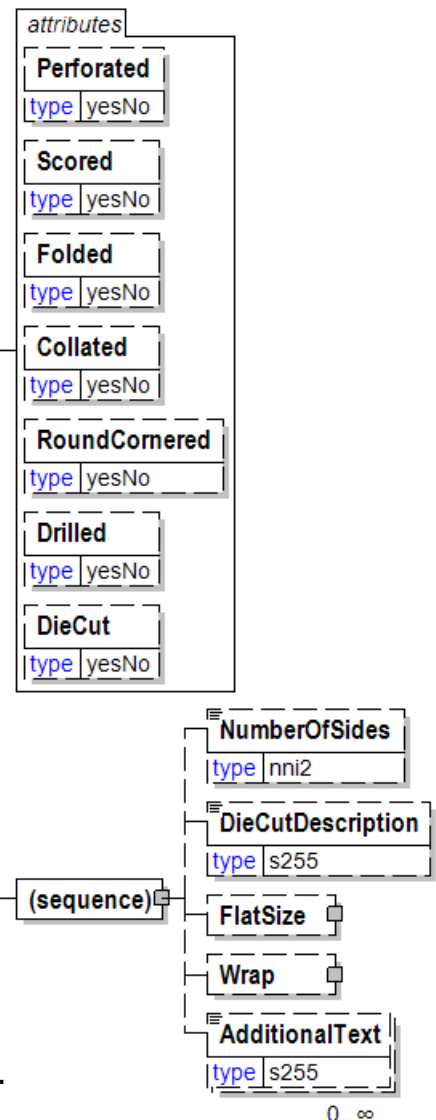 attributes
Perforated
type yesNo
Scored
type yesNo
Folded
type yesNo
Collated
type yesNo
RoundCornered
type yesNo
Drilled
type yesNo
DieCut
type yesNo
NumberOfSides
type nni2
DieCutDescription
type s255
(sequence)
FlatSize
Wrap
AdditionalText
type s255
.
0 ∞